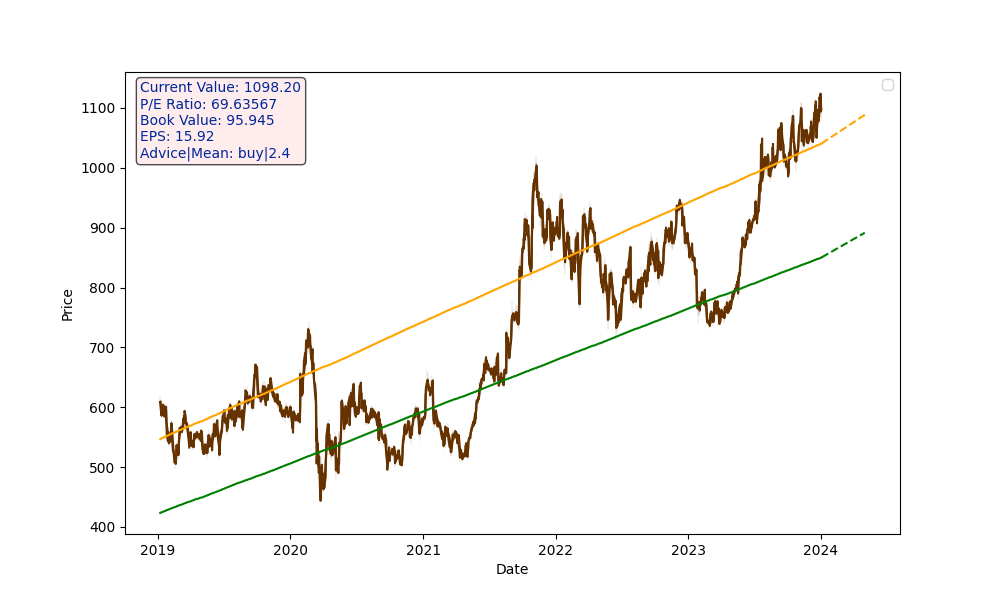 Current Value: 1098.20
P/E Ratio: 69.63567
Book Value: 95.945
EPS: 15.92
Advice|Mean: buy|2.4
1100
1000
900
800
700
600
500
400
Price
2019 2020 2021 2022 2023 2024
Date